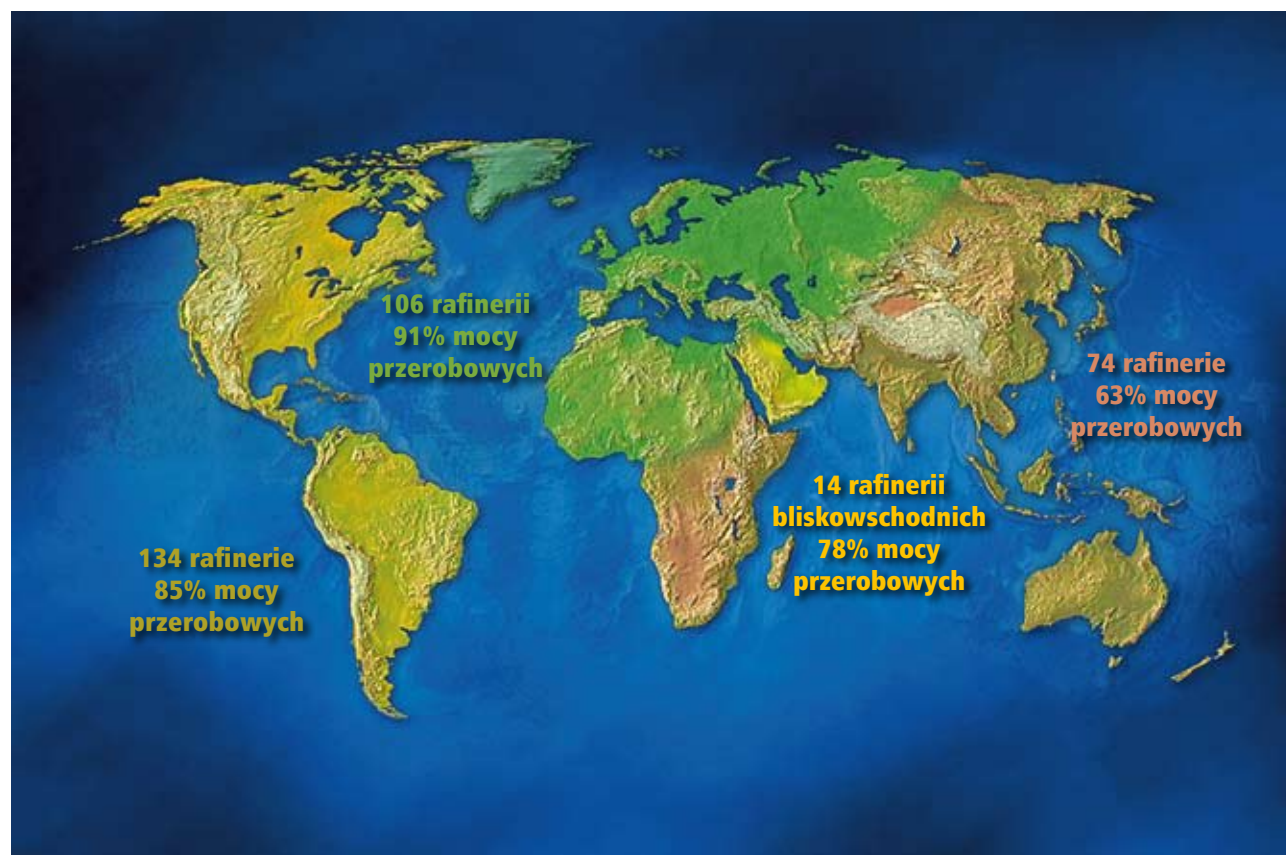 106 rafinerii
91% mocy
przerobowych
74 rafinerie
63% mocy
przerobowych
14 rafinerii
bliskowschodnich
78% mocy
przerobowych
134 rafinerie
85% mocy
przerobowych